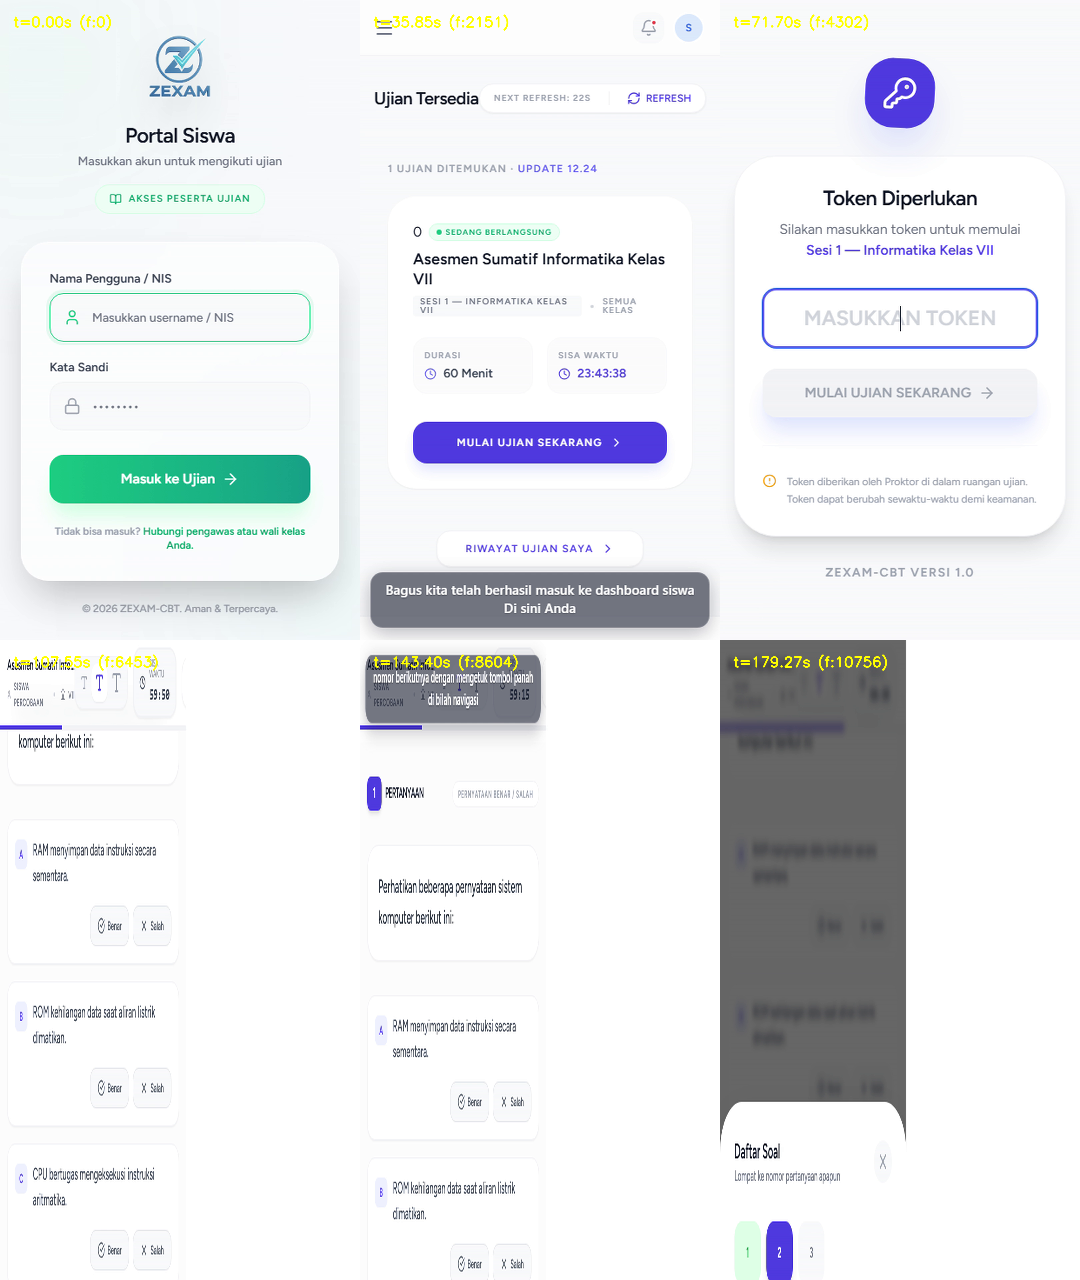 t=0.00s (f:0)
ZEXAM
Portal Siswa
Masukkan akun untuk mengikuti ujian
AKSES PESERTA UJIAN
Nama Pengguna / NIS
Masukkan username / NIS
Kata Sandi
Masuk ke Ujian
Tidak bisa masuk? Hubungi pengawas atau wali kelas
Anda.
© 2026 ZEXAM-CBT. Aman & Terpercaya.
t=35.85s (f:2151)
S
Ujian Tersedia
NEXT REFRESH: 22S
REFRESH
1 UJIAN DITEMUKAN · UPDATE 12.24
0
SEDANG BERLANGSUNG
Asesmen Sumatif Informatika Kelas
VII
SESI 1 — INFORMATIKA KELAS
VII
SEMUA
KELAS
DURASI
60 Menit
SISA WAKTU
23:43:38
MULAI UJIAN SEKARANG
RIWAYAT UJIAN SAYA
Bagus kita telah berhasil masuk ke dashboard siswa
Di sini Anda
t=71.70s (f:4302)
Token Diperlukan
Silakan masukkan token untuk memulai
Sesi 1 — Informatika Kelas VII
MASUKKAN TOKEN
MULAI UJIAN SEKARANG
Token diberikan oleh Proktor di dalam ruangan ujian.
Token dapat berubah sewaktu-waktu demi keamanan.
ZEXAM-CBT VERSI 1.0
t=107.55s (f:6453)
SISWA
PERCOBAAN
WAKTU
59:50
komputer berikut ini:
A
RAM menyimpan data instruksi secara
sementara.
Benar
Salah
B
ROM kehilangan data saat aliran listrik
dimatikan.
Benar
Salah
C
CPU bertugas mengeksekusi instruksi
aritmatika.
Benar
Salah
t=143.40s (f:8604)
nomor berikutnya dengan mengetuk tombol panah
di bilah navigasi
SISWA
PERCOBAAN
59:15
1
PERTANYAAN
PERNYATAAN BENAR / SALAH
Perhatikan beberapa pernyataan sistem
komputer berikut ini:
A
RAM menyimpan data instruksi secara
sementara.
Benar
Salah
B
ROM kehilangan data saat aliran listrik
dimatikan.
Benar
Salah
t=179.27s (f:10756)
Daftar Soal
Lompat ke nomor pertanyaan apapun
1
2
3